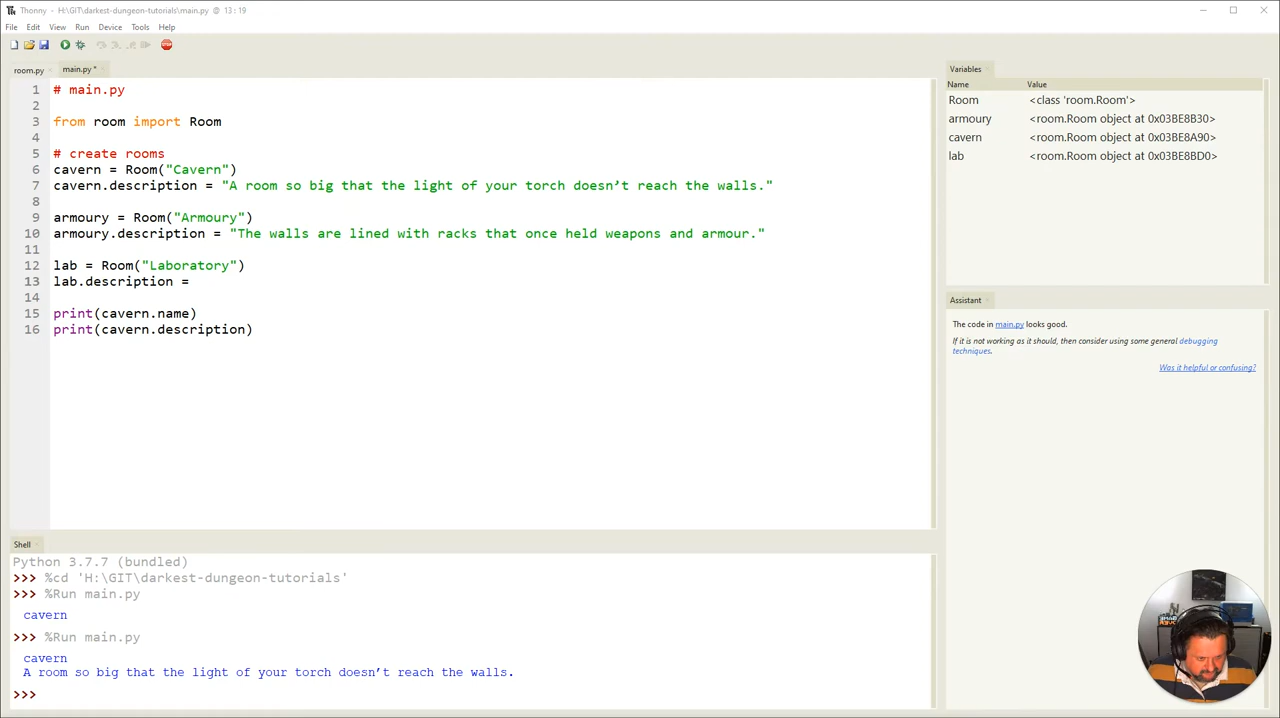 Thonny - H:\GIT\darkest-dungeon-tutorials\main.py @ 13 : 19
File Edit View Run Device Tools Help
STOP
room.py
main.py *
1 # main.py
2
3 from room import Room
4
5 # create rooms
6 cavern = Room("Cavern")
7 cavern.description = "A room so big that the light of your torch doesn’t reach the walls."
8
9 armoury = Room("Armoury")
10 armoury.description = "The walls are lined with racks that once held weapons and armour."
11
12 lab = Room("Laboratory")
13 lab.description =
14
15 print(cavern.name)
16 print(cavern.description)
Variables
Name Value
Room <class 'room.Room'>
armoury <room.Room object at 0x03BE8B30>
cavern <room.Room object at 0x03BE8A90>
lab <room.Room object at 0x03BE8BD0>
Assistant
The code in main.py looks good.
If it is not working as it should, then consider using some general debugging
techniques.
Was it helpful or confusing?
Shell
Python 3.7.7 (bundled)
>>> %cd 'H:\GIT\darkest-dungeon-tutorials'
>>> %Run main.py
cavern
>>> %Run main.py
cavern
A room so big that the light of your torch doesn’t reach the walls.
>>>